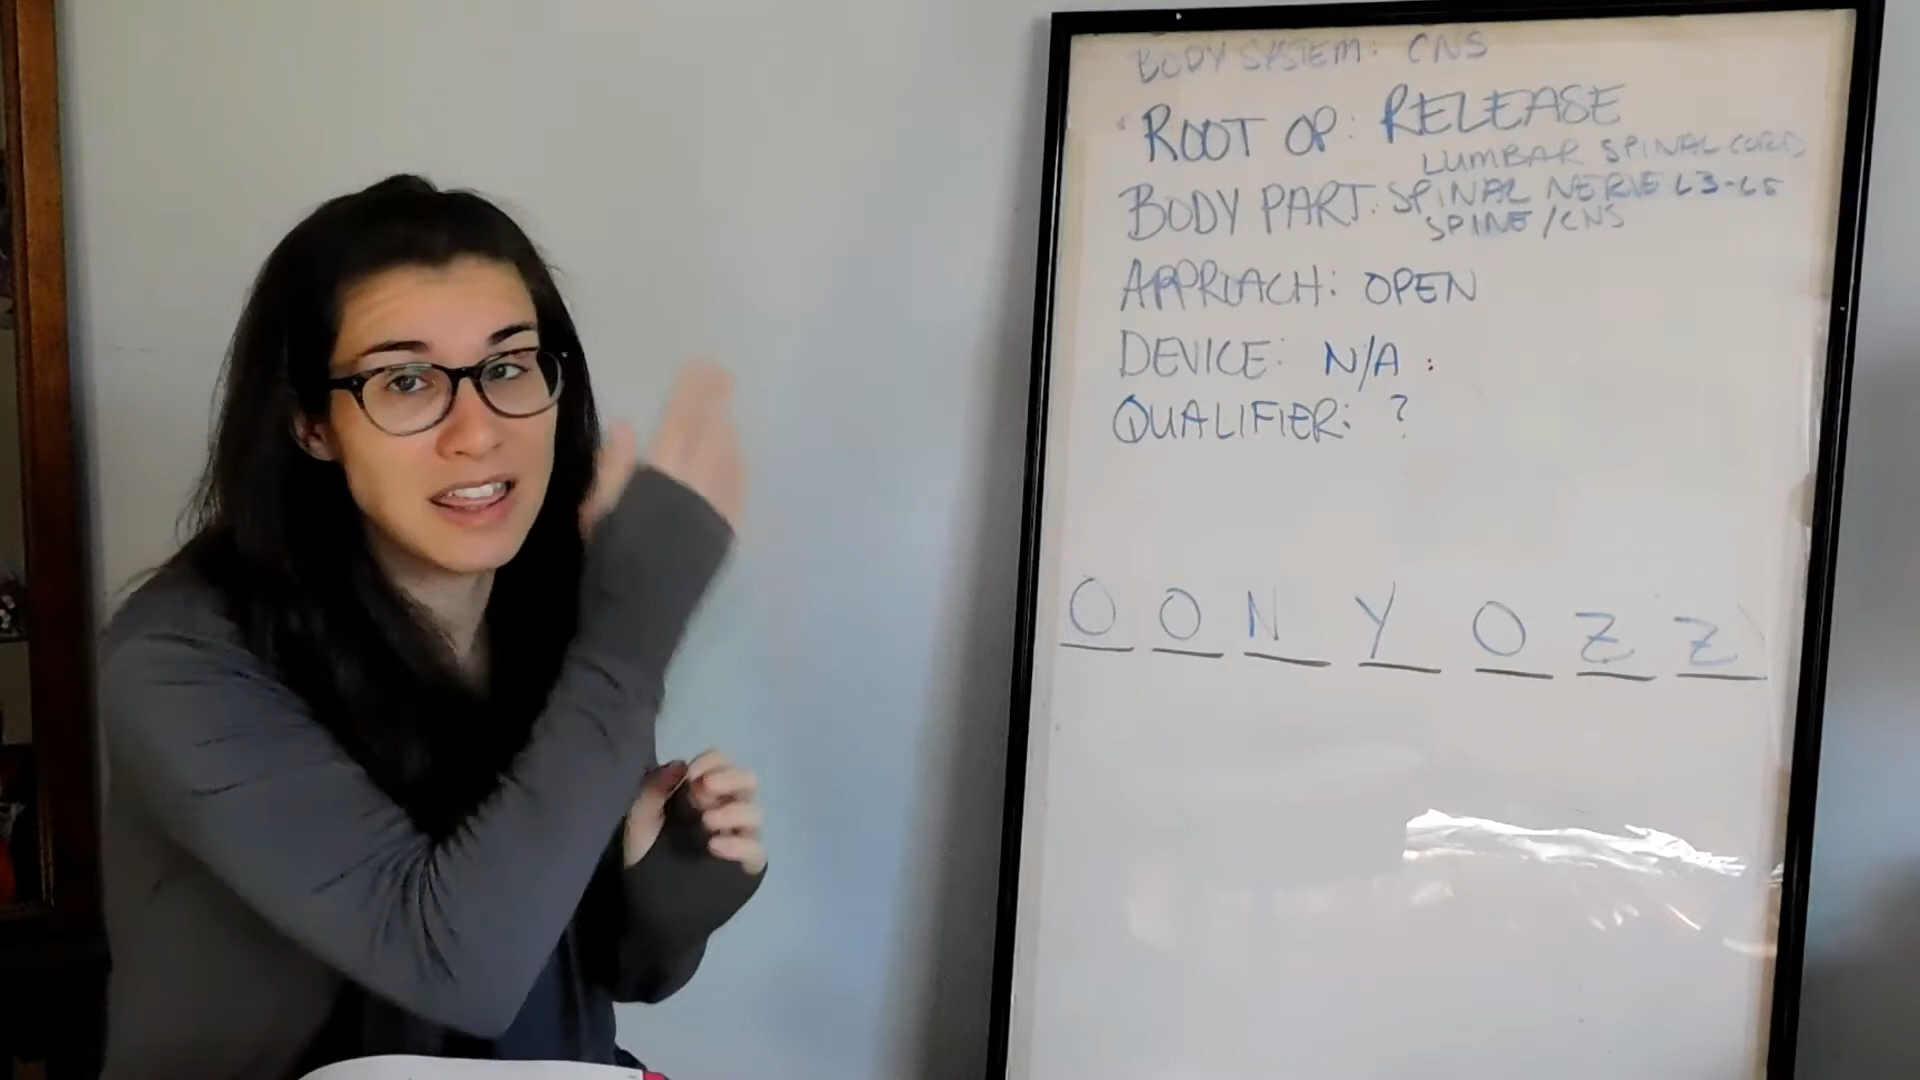 BODY SYSTEM: CNS
ROOT OP: RELEASE
LUMBAR SPINAL CORD
BODY PART: SPINAL NERVE L3-L5
SPINE/CNS
APPROACH: OPEN
DEVICE: N/A :
QUALIFIER: ?
O O N Y O Z Z